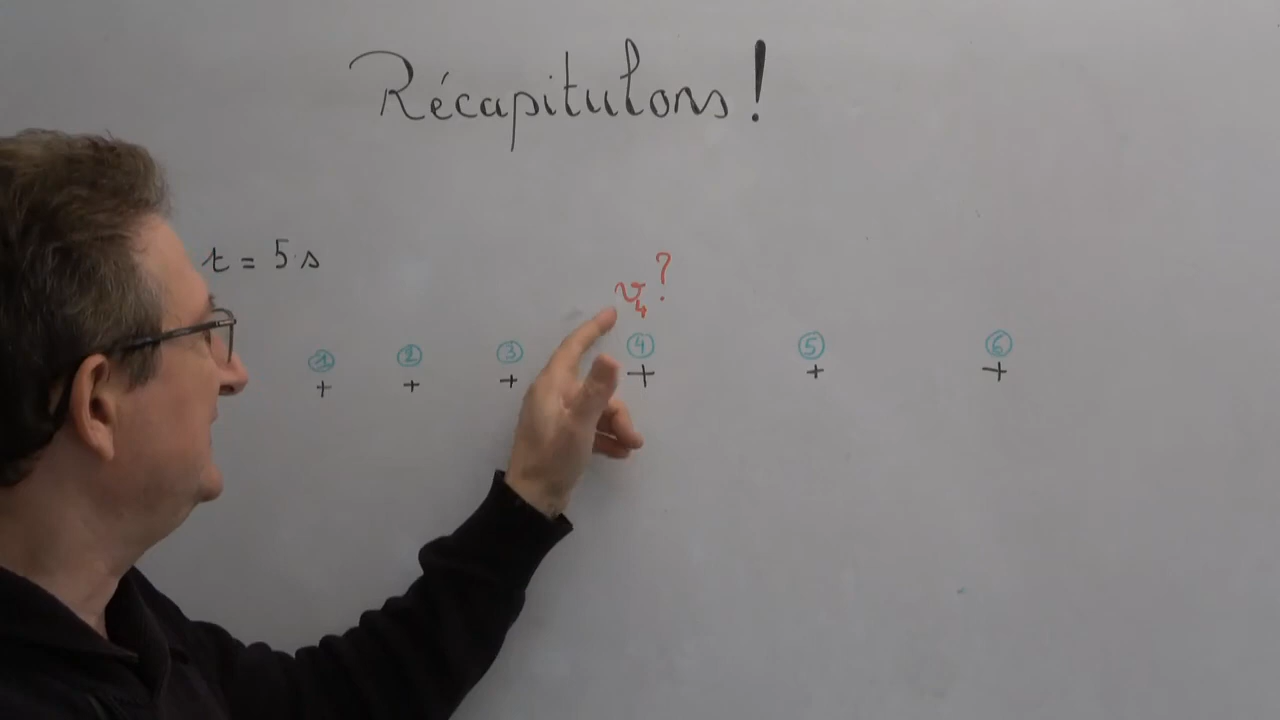 Récapitulons !
t = 5 s
v₄ ?
① ② ③ ④ ⑤ ⑥
+ + + + + +